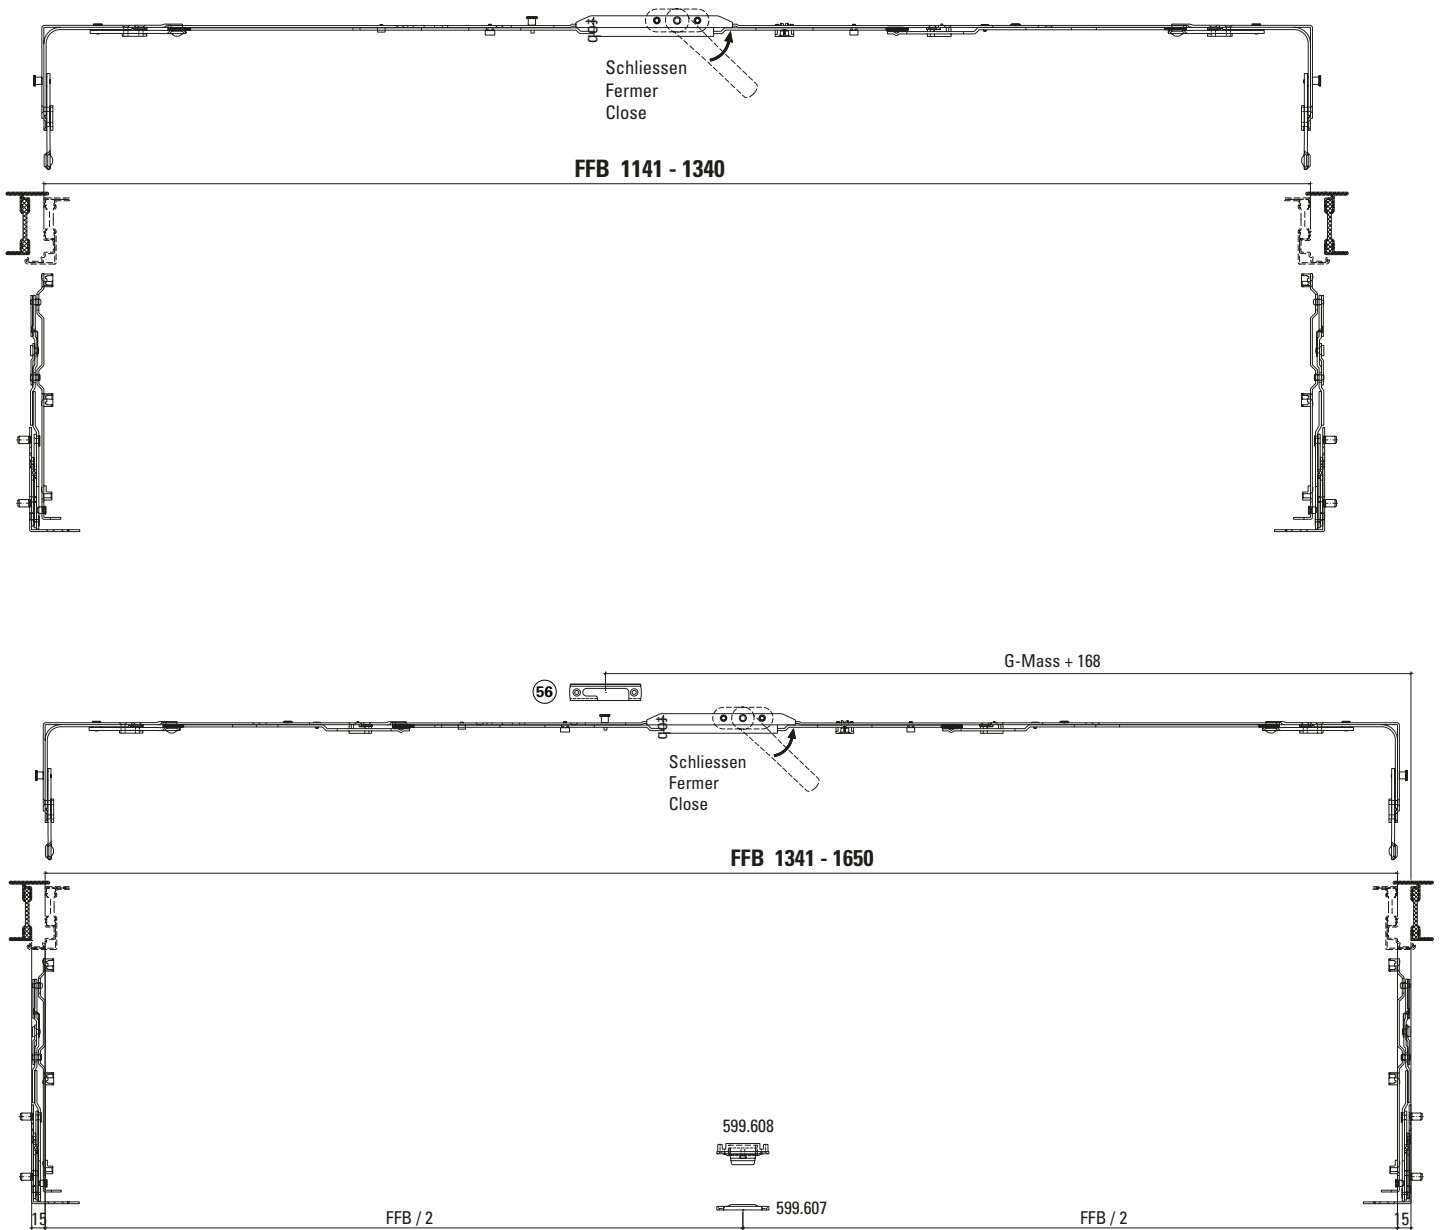 Schliessen
Fermer
Close
FFB 1141 - 1340
G-Mass + 168
56
Schliessen
Fermer
Close
FFB 1341 - 1650
599.608
599.607
15
FFB / 2
FFB / 2
15